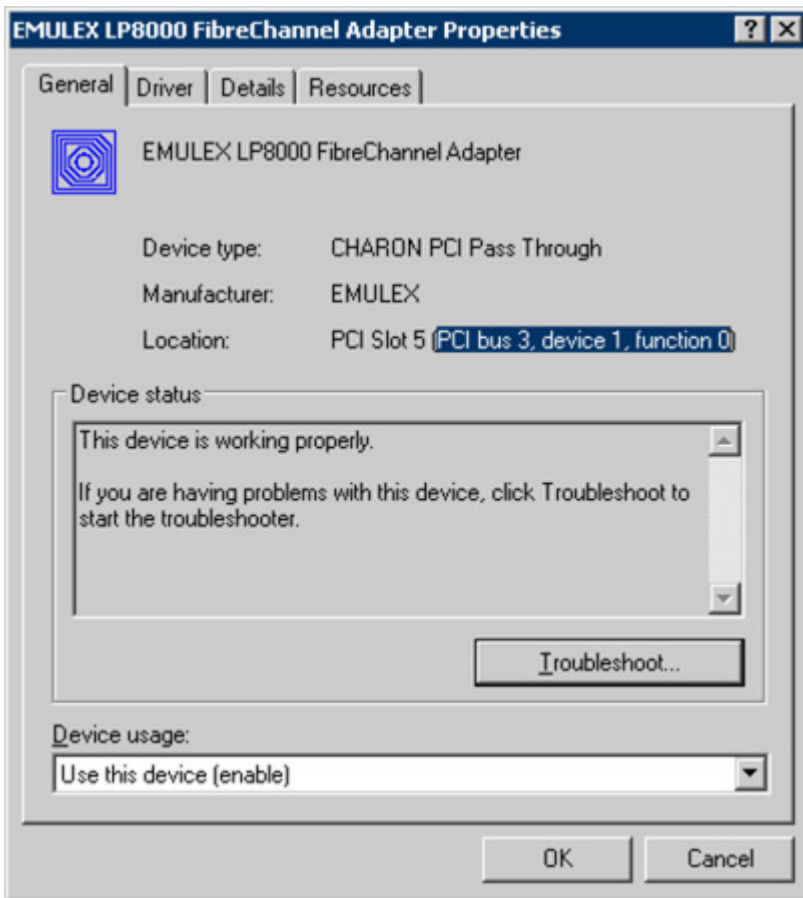 EMULEX LP8000 FibreChannel Adapter Properties
General Driver Details Resources
EMULEX LP8000 FibreChannel Adapter
Device type: CHARON PCI Pass Through
Manufacturer: EMULEX
Location: PCI Slot 5 (PCI bus 3, device 1, function 0)
Device status
This device is working properly.
If you are having problems with this device, click Troubleshoot to
start the troubleshooter.
Troubleshoot...
Device usage:
Use this device (enable)
OK Cancel